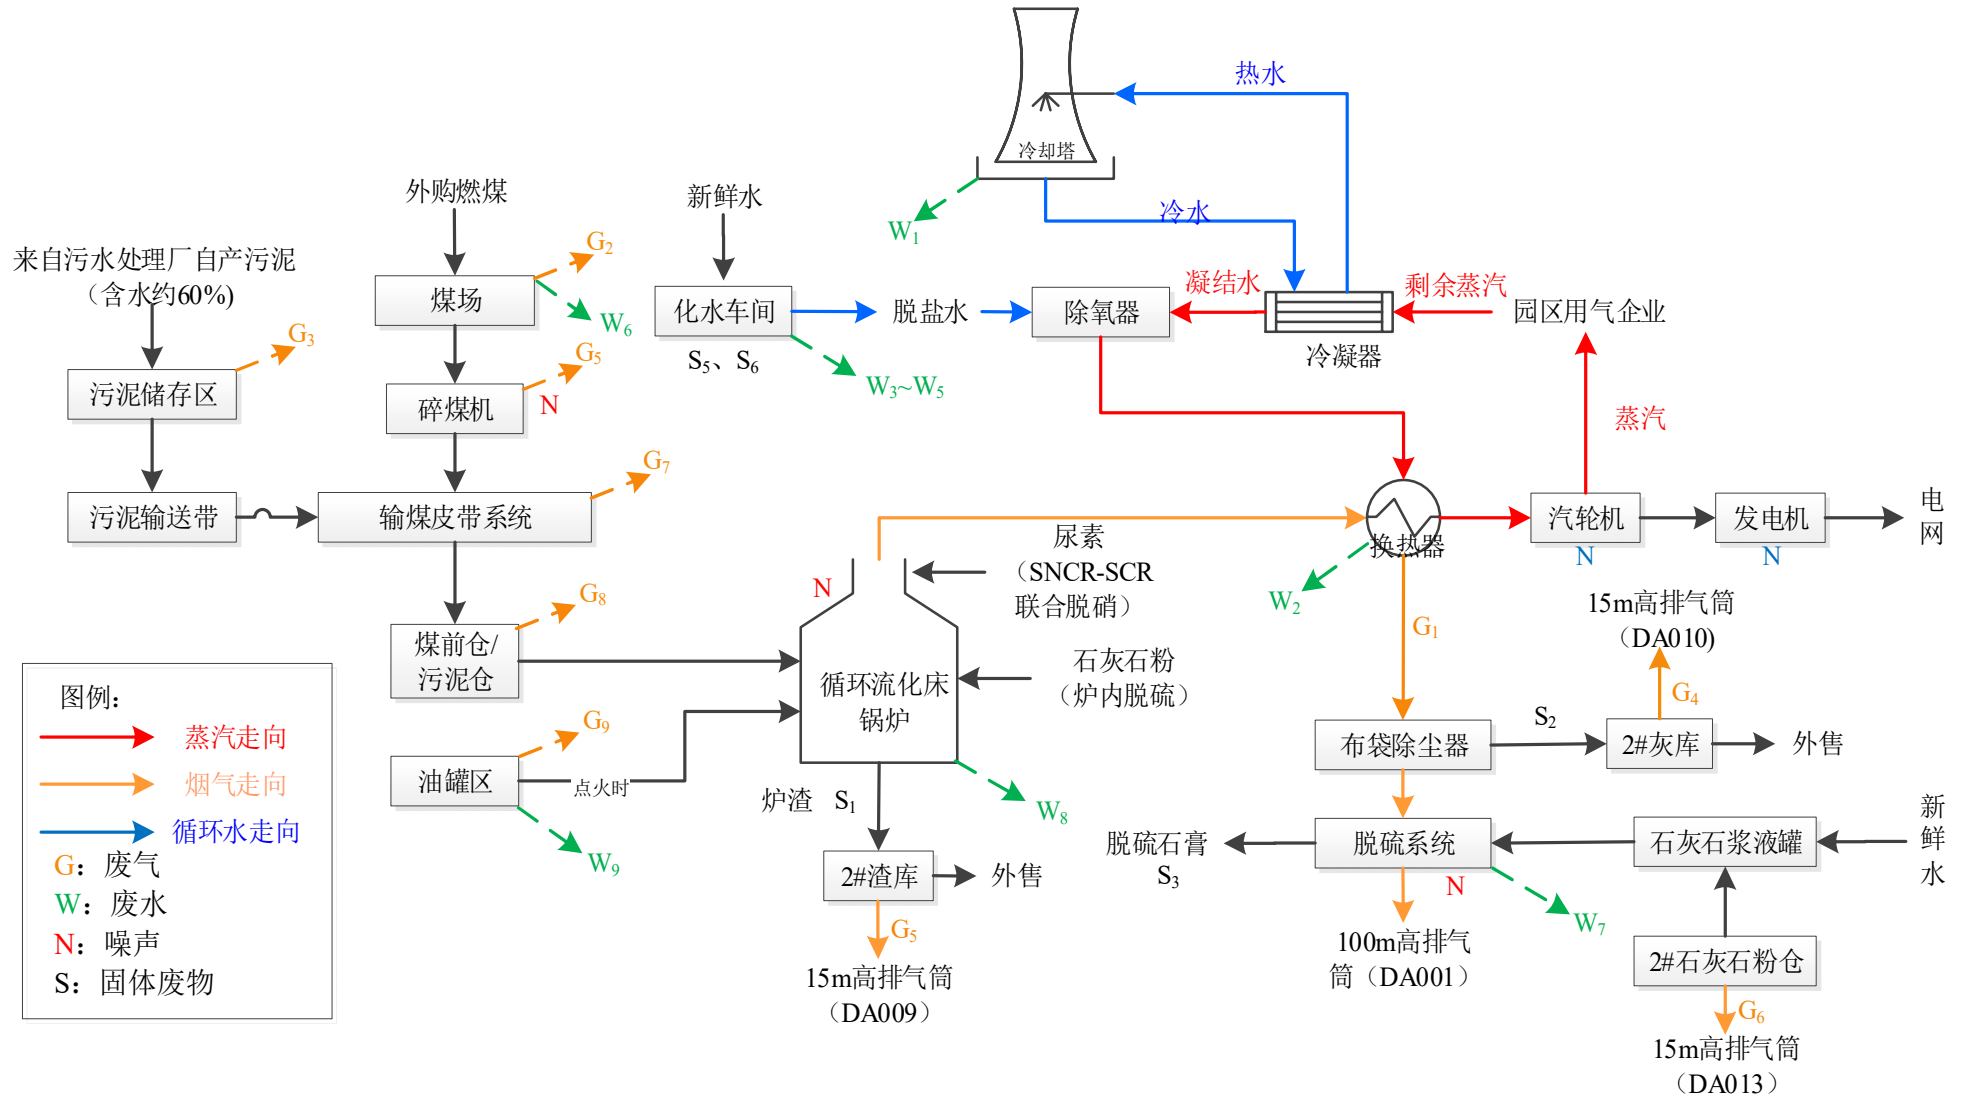 热水
冷却塔
W1
冷水
外购燃煤
新鲜水
来自污水处理厂自产污泥
（含水约60%)
G2
煤场
W6
G3
化水车间
脱盐水
除氧器
凝结水
剩余蒸汽
园区用气企业
冷凝器
S5、S6
W3~W5
污泥储存区
碎煤机
G5
N
蒸汽
G7
污泥输送带
输煤皮带系统
尿素
（SNCR-SCR
联合脱硝）
换热器
汽轮机
N
发电机
N
电
网
W2
G8
N
煤前仓/
污泥仓
循环流化床
锅炉
石灰石粉
（炉内脱硫）
G1
15m高排气筒
（DA010)
G4
G9
油罐区
点火时
W9
炉渣
S1
W8
布袋除尘器
S2
2#灰库
外售
2#渣库
外售
G5
15m高排气筒
（DA009）
脱硫石膏
S3
脱硫系统
N
W7
石灰石浆液罐
新
鲜
水
100m高排气
筒（DA001）
2#石灰石粉仓
G6
15m高排气筒
（DA013）
图例：
蒸汽走向
烟气走向
循环水走向
G：废气
W：废水
N：噪声
S：固体废物